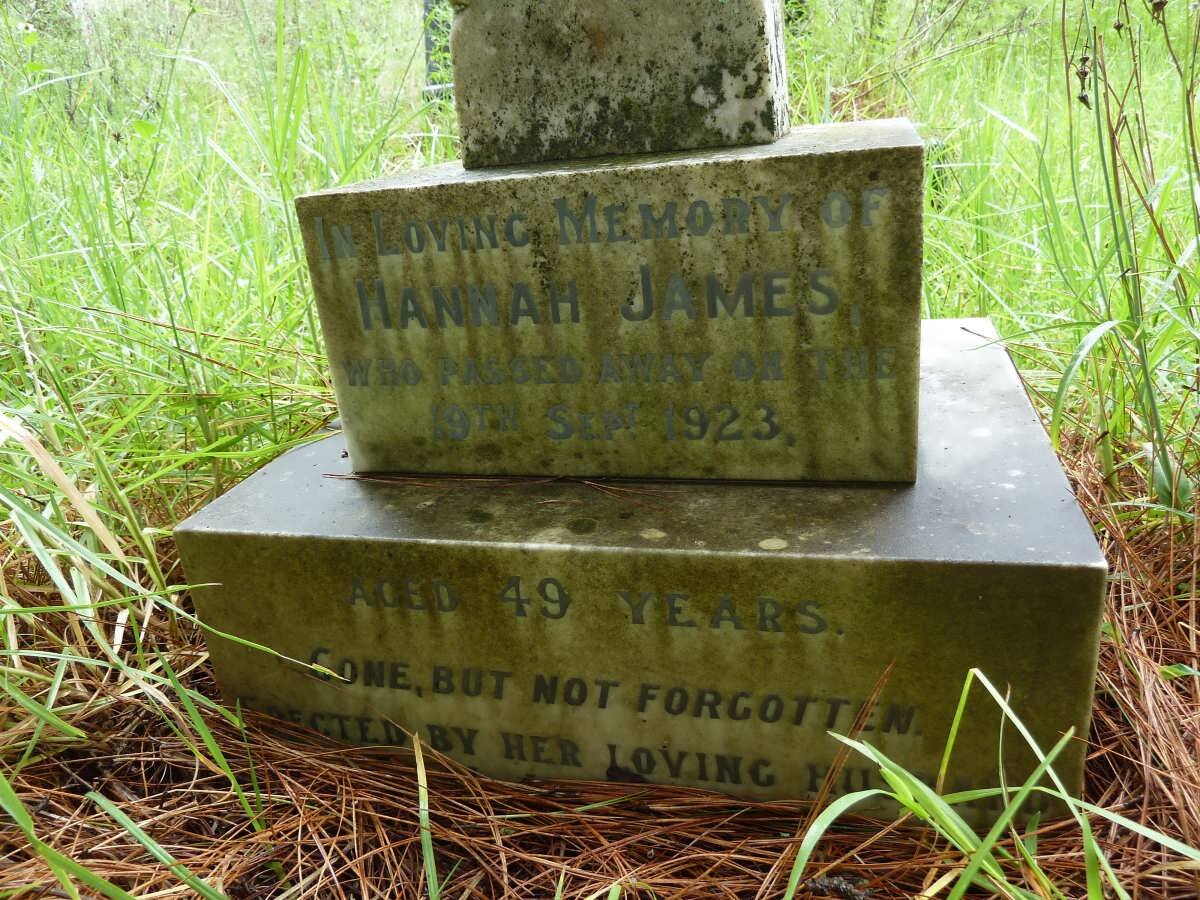 In Loving Memory of
Hannah James,
who passed away on the
19th Sept 1923,
aged 49 years.
Gone, but not forgotten.
Erected by her loving